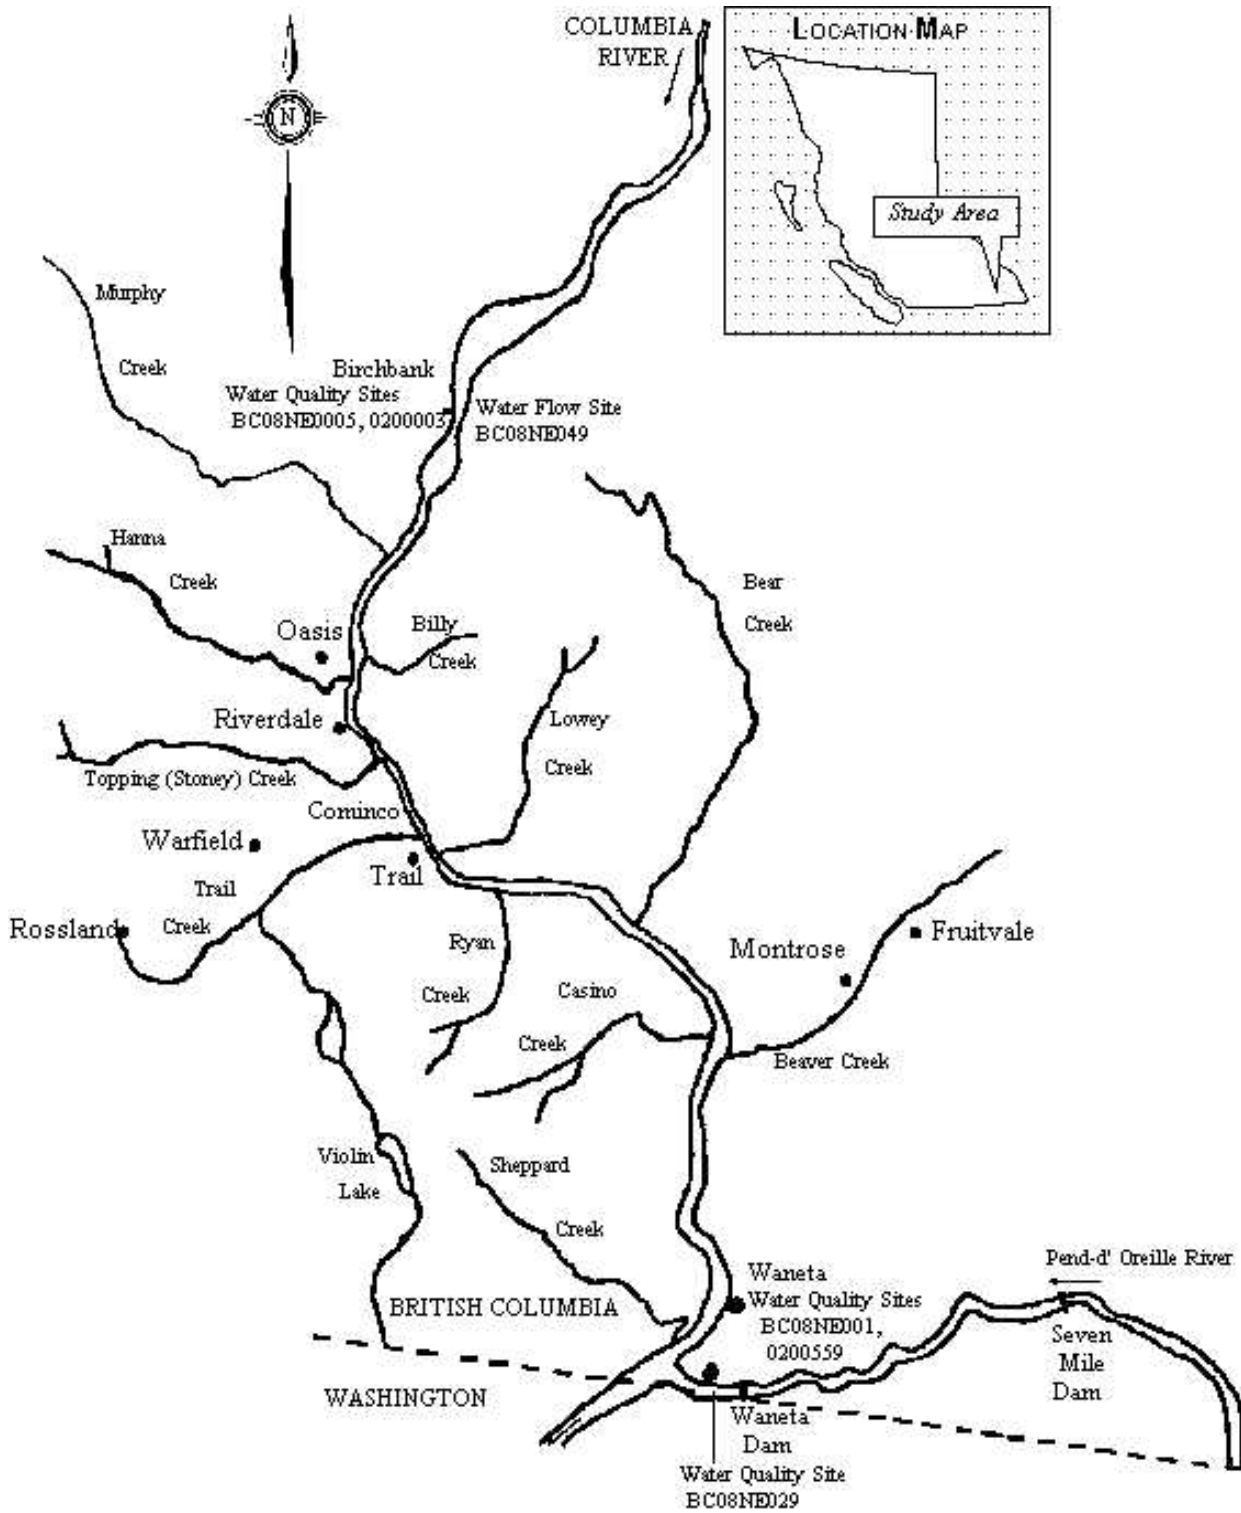 COLUMBIA
RIVER
LOCATION MAP
N
Study Area
Murphy
Creek
Birchbank
Water Quality Sites
BC08NE0005, 0200003
Water Flow Site
BC08NE049
Hanna
Creek
Oasis
Billy
Creek
Bear
Creek
Riverdale
Lowey
Creek
Topping (Stoney) Creek
Cominco
Warfield
Trail
Trail
Creek
Rossland
Ryan
Creek
Casino
Creek
Montrose
Fruitvale
Beaver Creek
Violin
Lake
Sheppard
Creek
Waneta
Water Quality Sites
BC08NE001,
0200559
Pend-d' Oreille River
Seven
Mile
Dam
BRITISH COLUMBIA
WASHINGTON
Waneta
Dam
Water Quality Site
BC08NE029